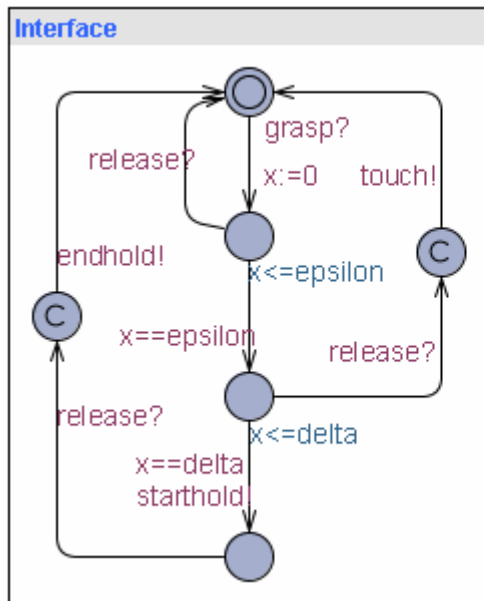 Interface
grasp?
release?
x:=0
touch!
endhold!
x<=epsilon
C
C
x==epsilon
release?
x<=delta
release?
x==delta
starthold!